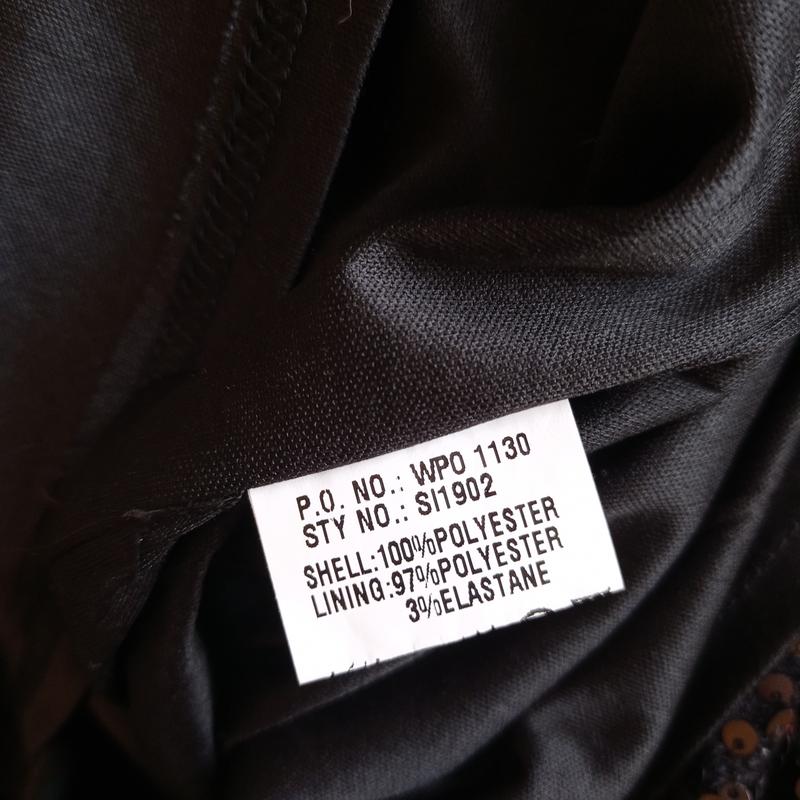 P.O. NO.: WPO 1130
STY NO.: SI1902
SHELL:100%POLYESTER
LINING:97%POLYESTER
3%ELASTANE